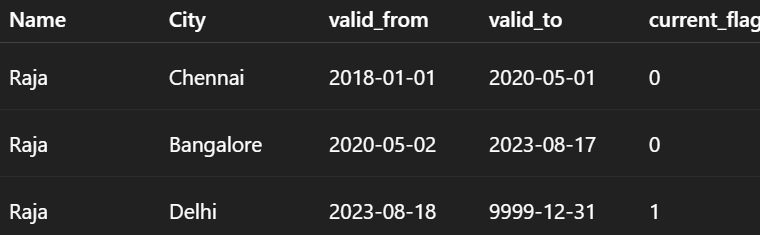 Name City valid_from valid_to current_flag
Raja Chennai 2018-01-01 2020-05-01 0
Raja Bangalore 2020-05-02 2023-08-17 0
Raja Delhi 2023-08-18 9999-12-31 1